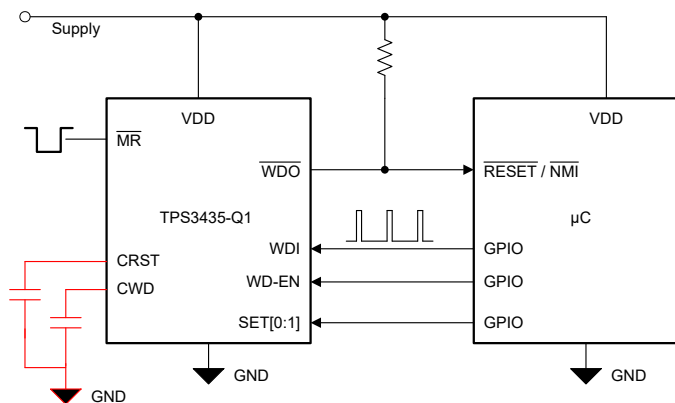 Supply
VDD
VDD
MR
WDO
RESET / NMI
TPS3435-Q1
µC
WDI
GPIO
CRST
WD-EN
GPIO
CWD
SET[0:1]
GPIO
GND
GND
GND